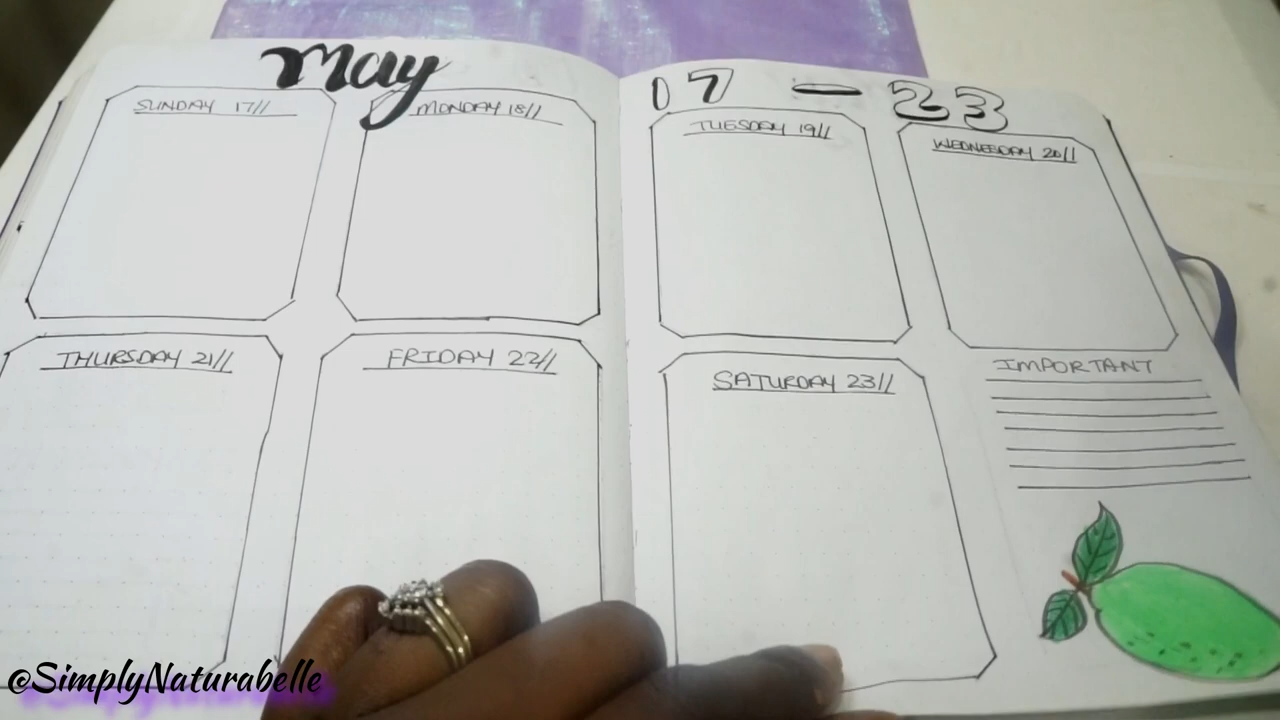 May
17 - 23
SUNDAY 17//
MONDAY 18//
TUESDAY 19//
WEDNESDAY 20//
THURSDAY 21//
FRIDAY 22//
SATURDAY 23//
IMPORTANT
@SimplyNaturabelle